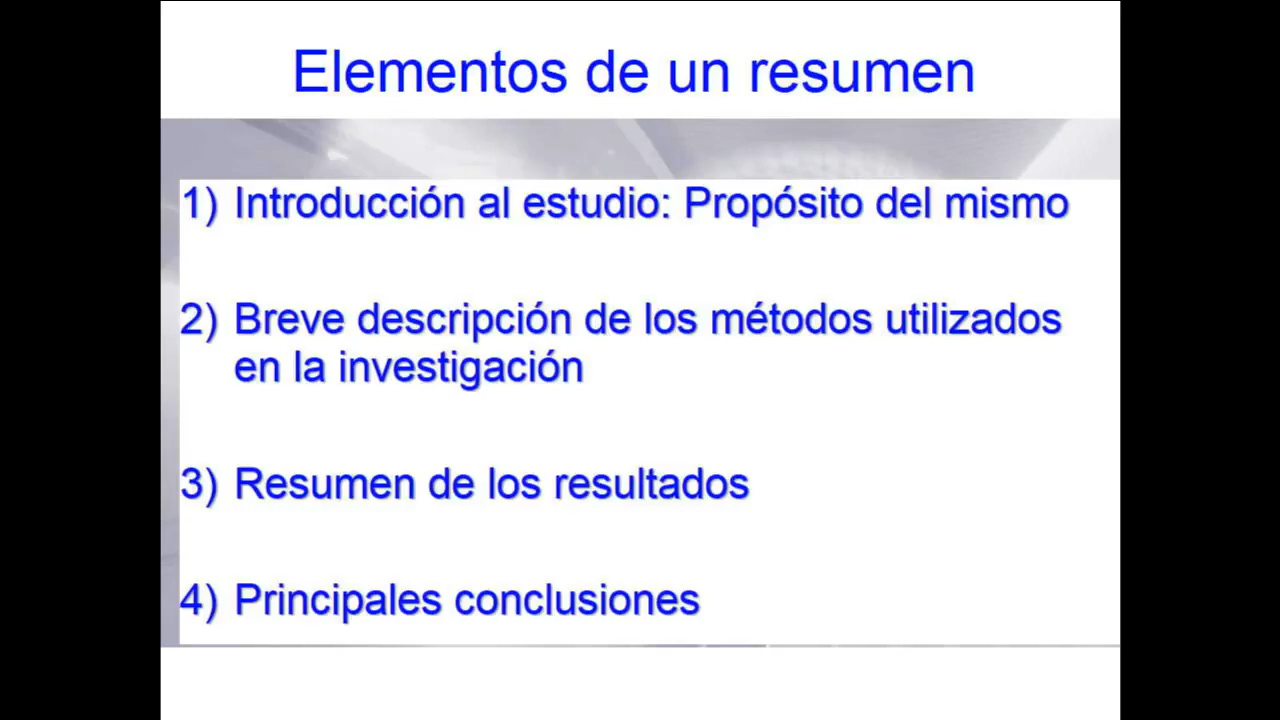 Elementos de un resumen
1) Introducción al estudio: Propósito del mismo
2) Breve descripción de los métodos utilizados
en la investigación
3) Resumen de los resultados
4) Principales conclusiones